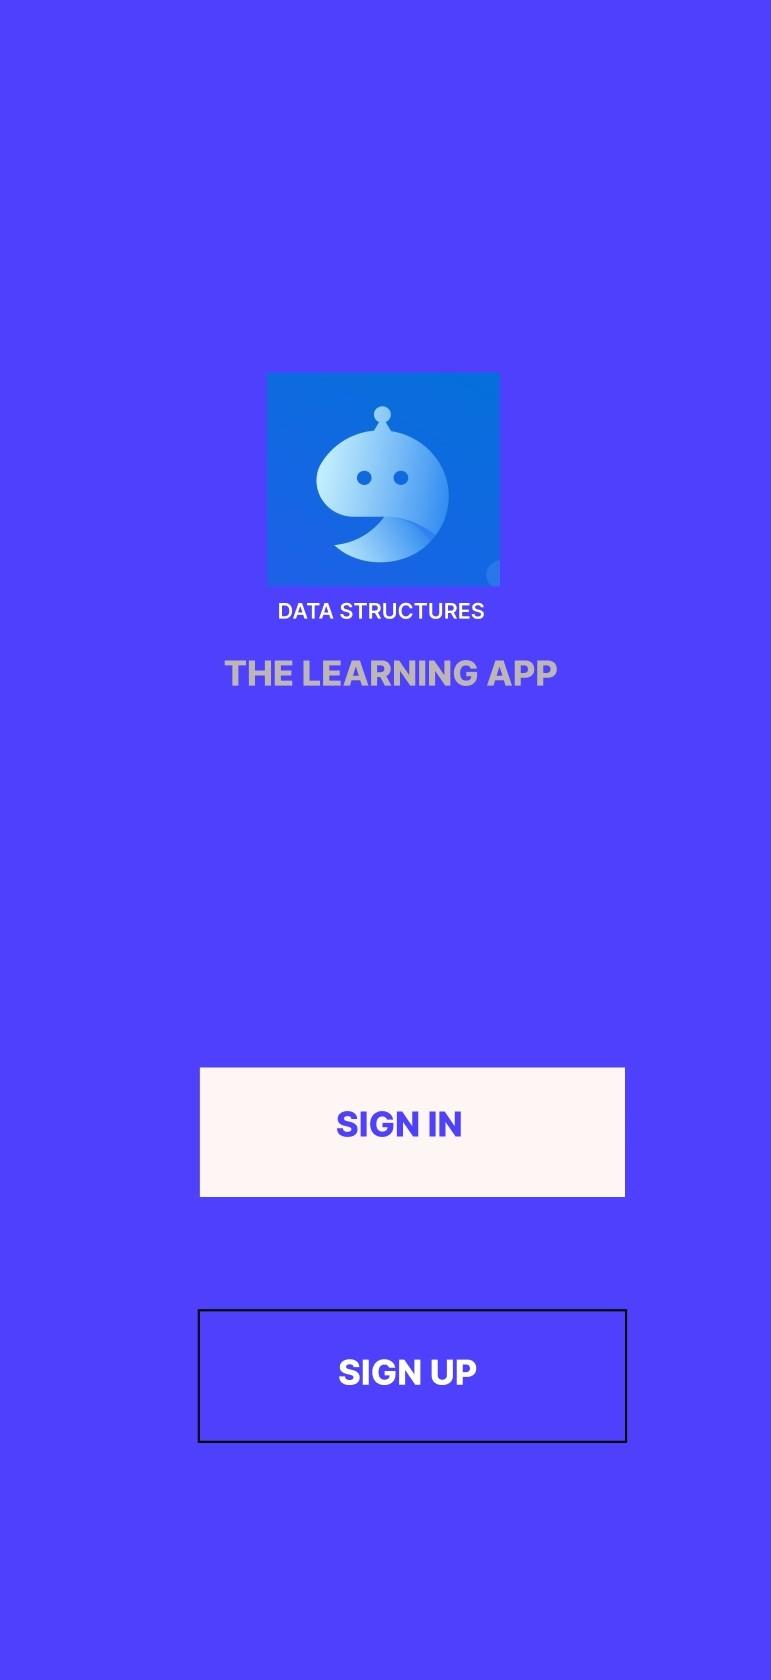 DATA STRUCTURES
THE LEARNING APP
SIGN IN
SIGN UP